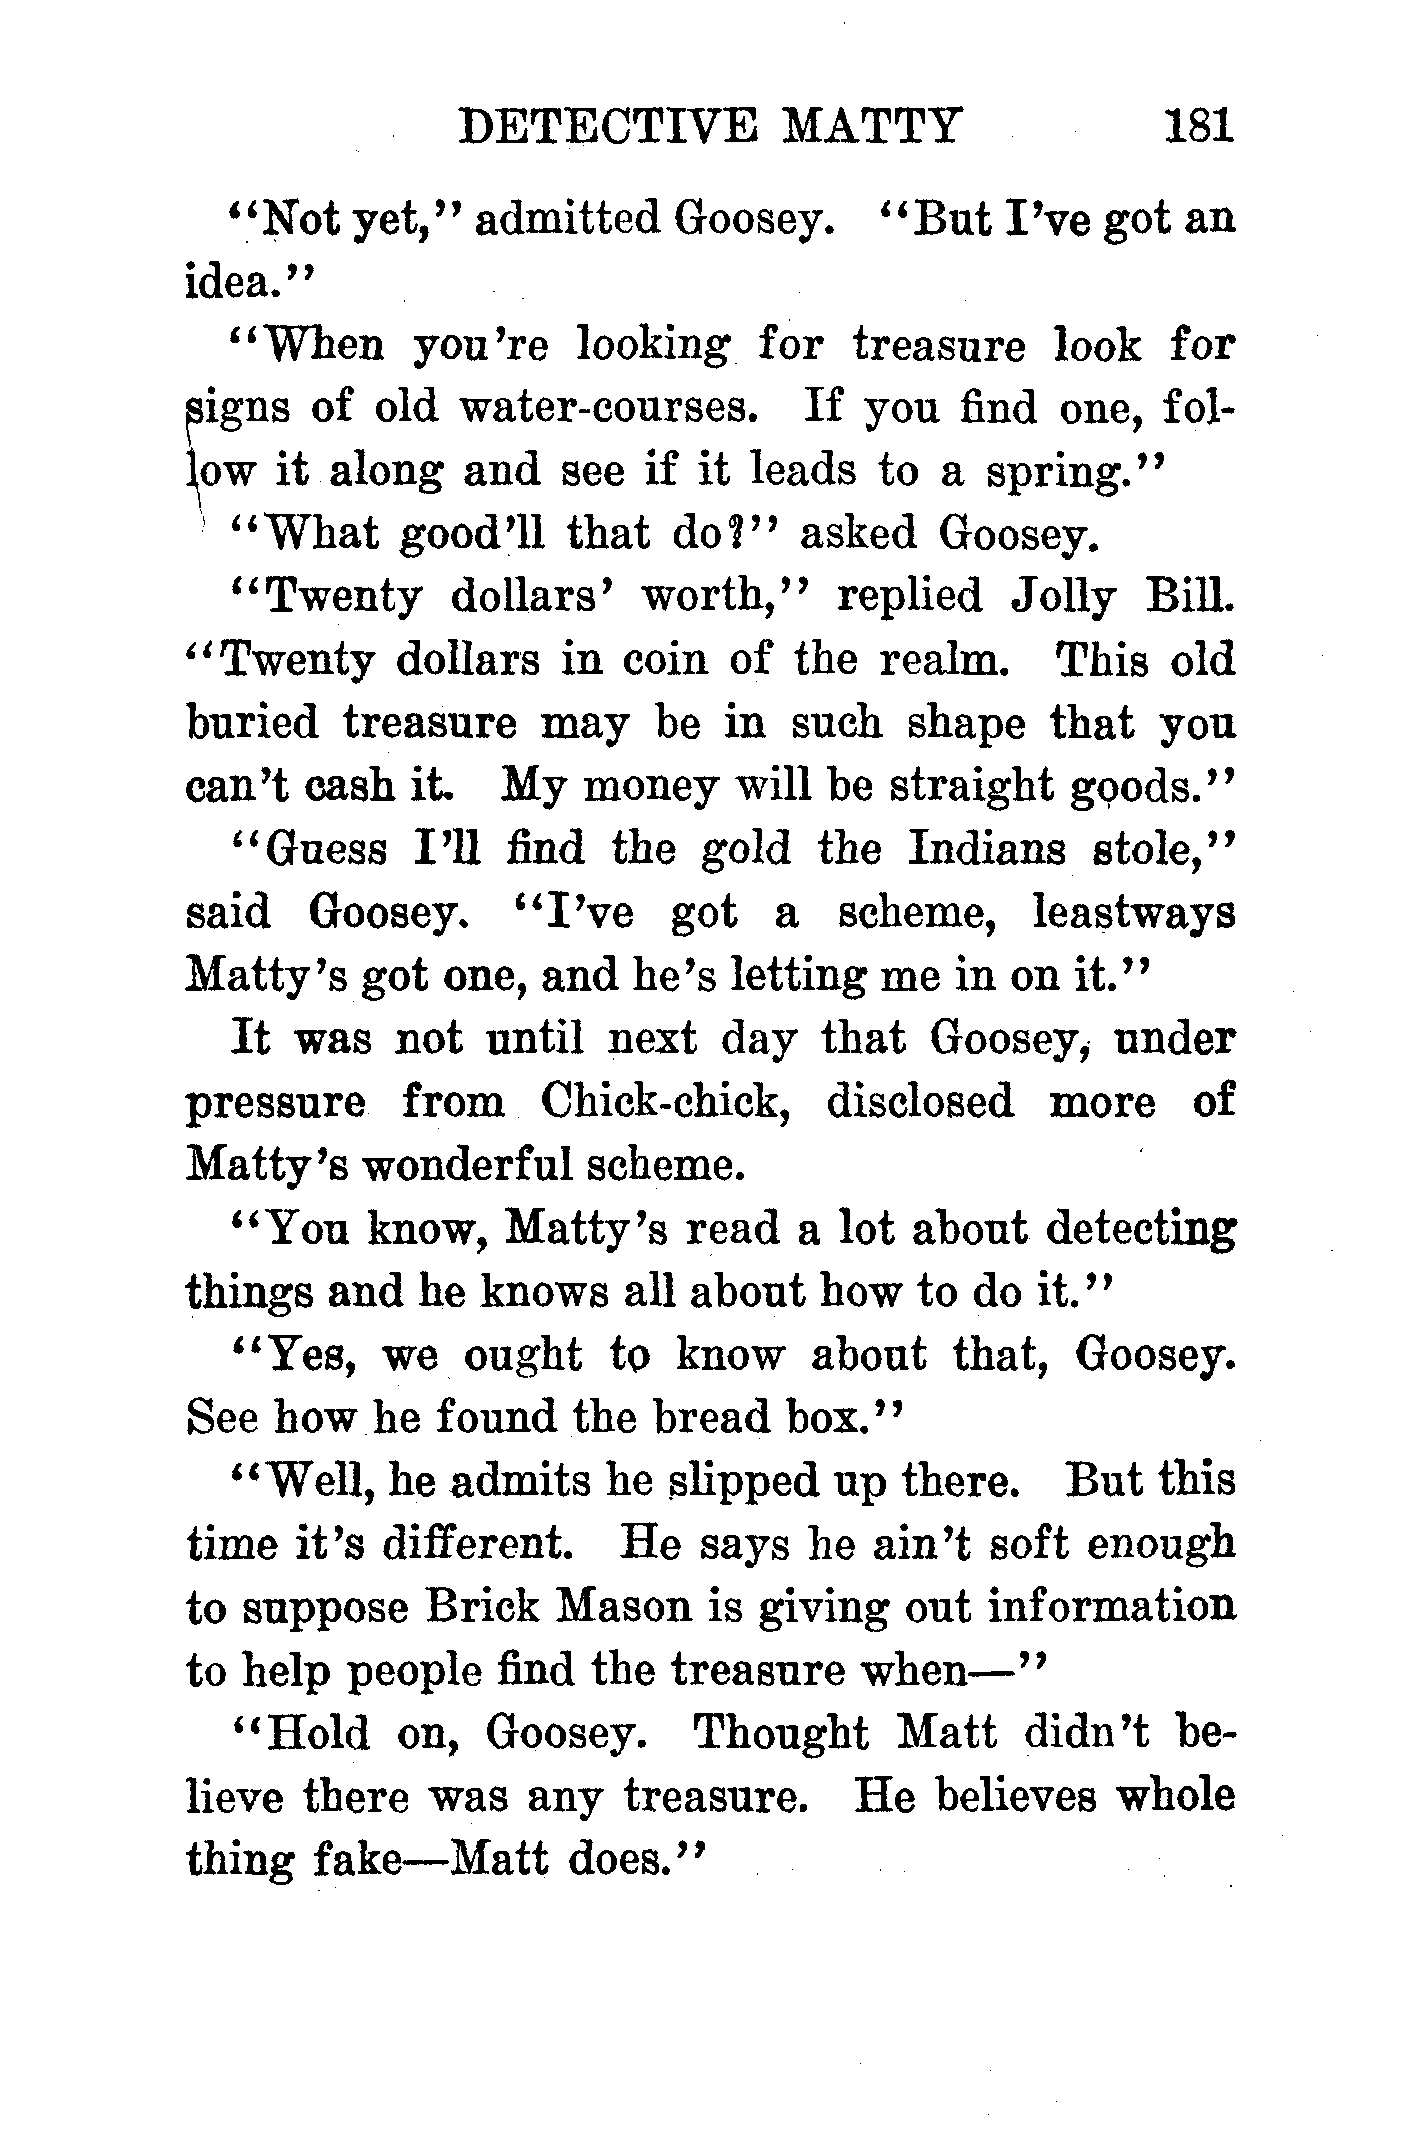 DETECTIVE MATTY 181
“Not yet,” admitted Goosey. “But I’ve got an
idea.”
“When you’re looking for treasure look for
signs of old water-courses. If you find one, fol-
low it along and see if it leads to a spring.”
“What good’ll that do?” asked Goosey.
“Twenty dollars’ worth,” replied Jolly Bill.
“Twenty dollars in coin of the realm. This old
buried treasure may be in such shape that you
can’t cash it. My money will be straight goods.”
“Guess I’ll find the gold the Indians stole,”
said Goosey. “I’ve got a scheme, leastways
Matty’s got one, and he’s letting me in on it.”
It was not until next day that Goosey, under
pressure from Chick-chick, disclosed more of
Matty’s wonderful scheme.
“You know, Matty’s read a lot about detecting
things and he knows all about how to do it.”
“Yes, we ought to know about that, Goosey.
See how he found the bread box.”
“Well, he admits he slipped up there. But this
time it’s different. He says he ain’t soft enough
to suppose Brick Mason is giving out information
to help people find the treasure when—”
“Hold on, Goosey. Thought Matt didn’t be-
lieve there was any treasure. He believes whole
thing fake—Matt does.”